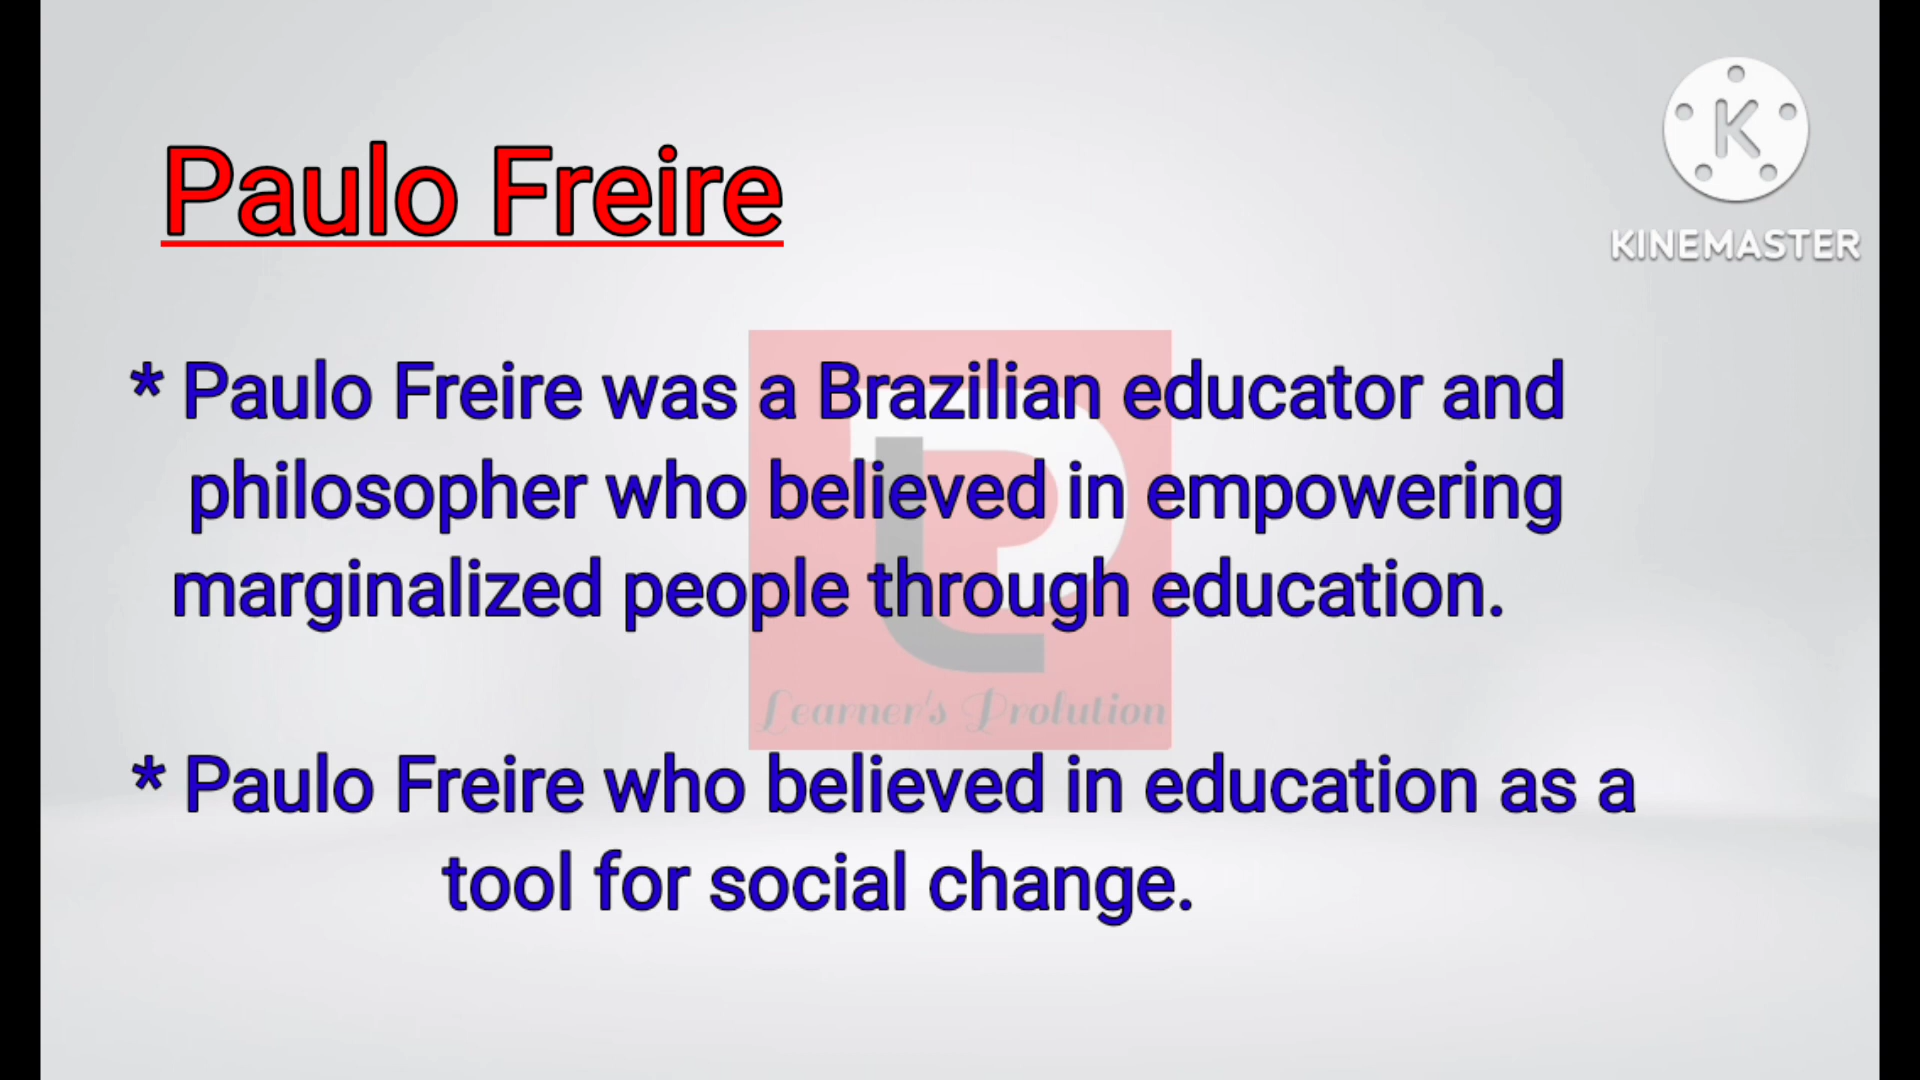 Paulo Freire
K
KINEMASTER
* Paulo Freire was a Brazilian educator and
philosopher who believed in empowering
marginalized people through education.
Learner's Prolution
* Paulo Freire who believed in education as a
tool for social change.